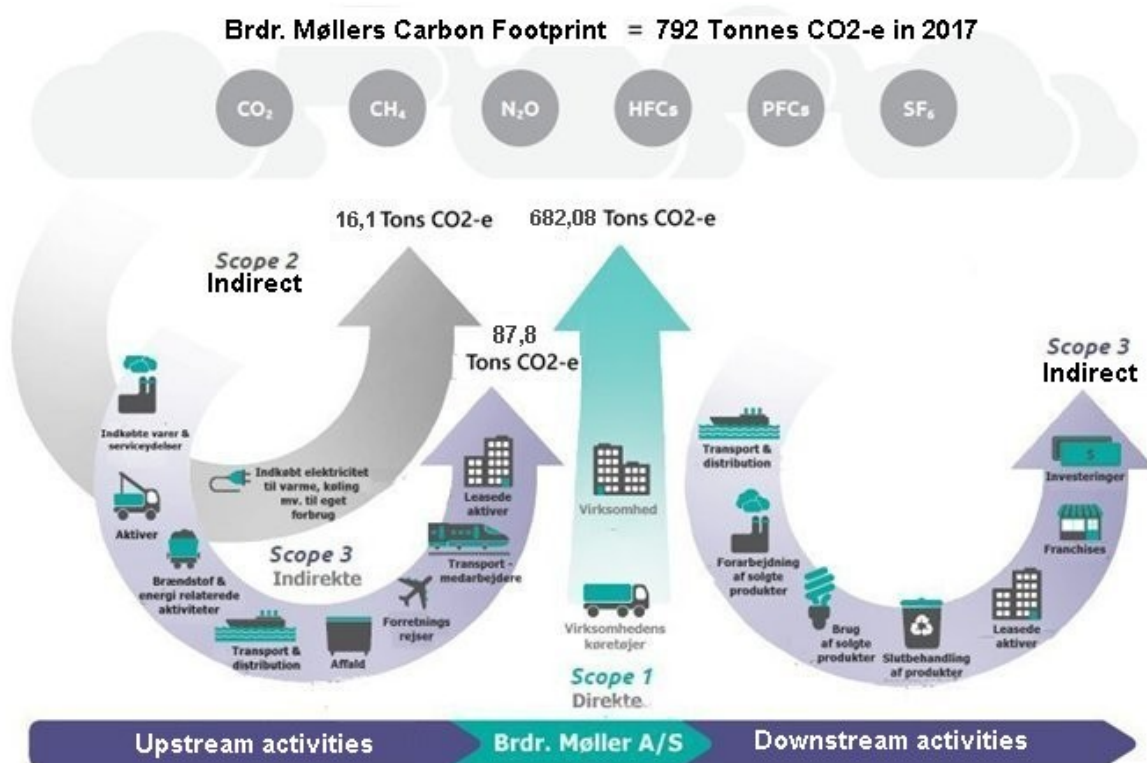 Brdr. Møllers Carbon Footprint = 792 Tonnes CO2-e in 2017
CO₂
CH₄
N₂O
HFCs
PFCs
SF₆
16,1 Tons CO2-e
682,08 Tons CO2-e
Scope 2
Indirect
87,8
Tons CO2-e
Scope 3
Indirect
Indkøbte varer &
serviceydelser
Indkøbt elektricitet
til varme, køling
mv. til eget
forbrug
Aktiver
Brændstof &
energi relaterede
aktiviteter
Scope 3
Indirekte
Transport &
distribution
Affald
Forretnings
rejser
Transport -
medarbejdere
Leasede
aktiver
Virksomhed
Virksomhedens
køretøjer
Scope 1
Direkte
Transport &
distribution
Forarbejdning
af solgte
produkter
Brug
af solgte
produkter
Slutbehandling
af produkter
Leasede
aktiver
Franchises
$
Investeringer
Upstream activities
Brdr. Møller A/S
Downstream activities